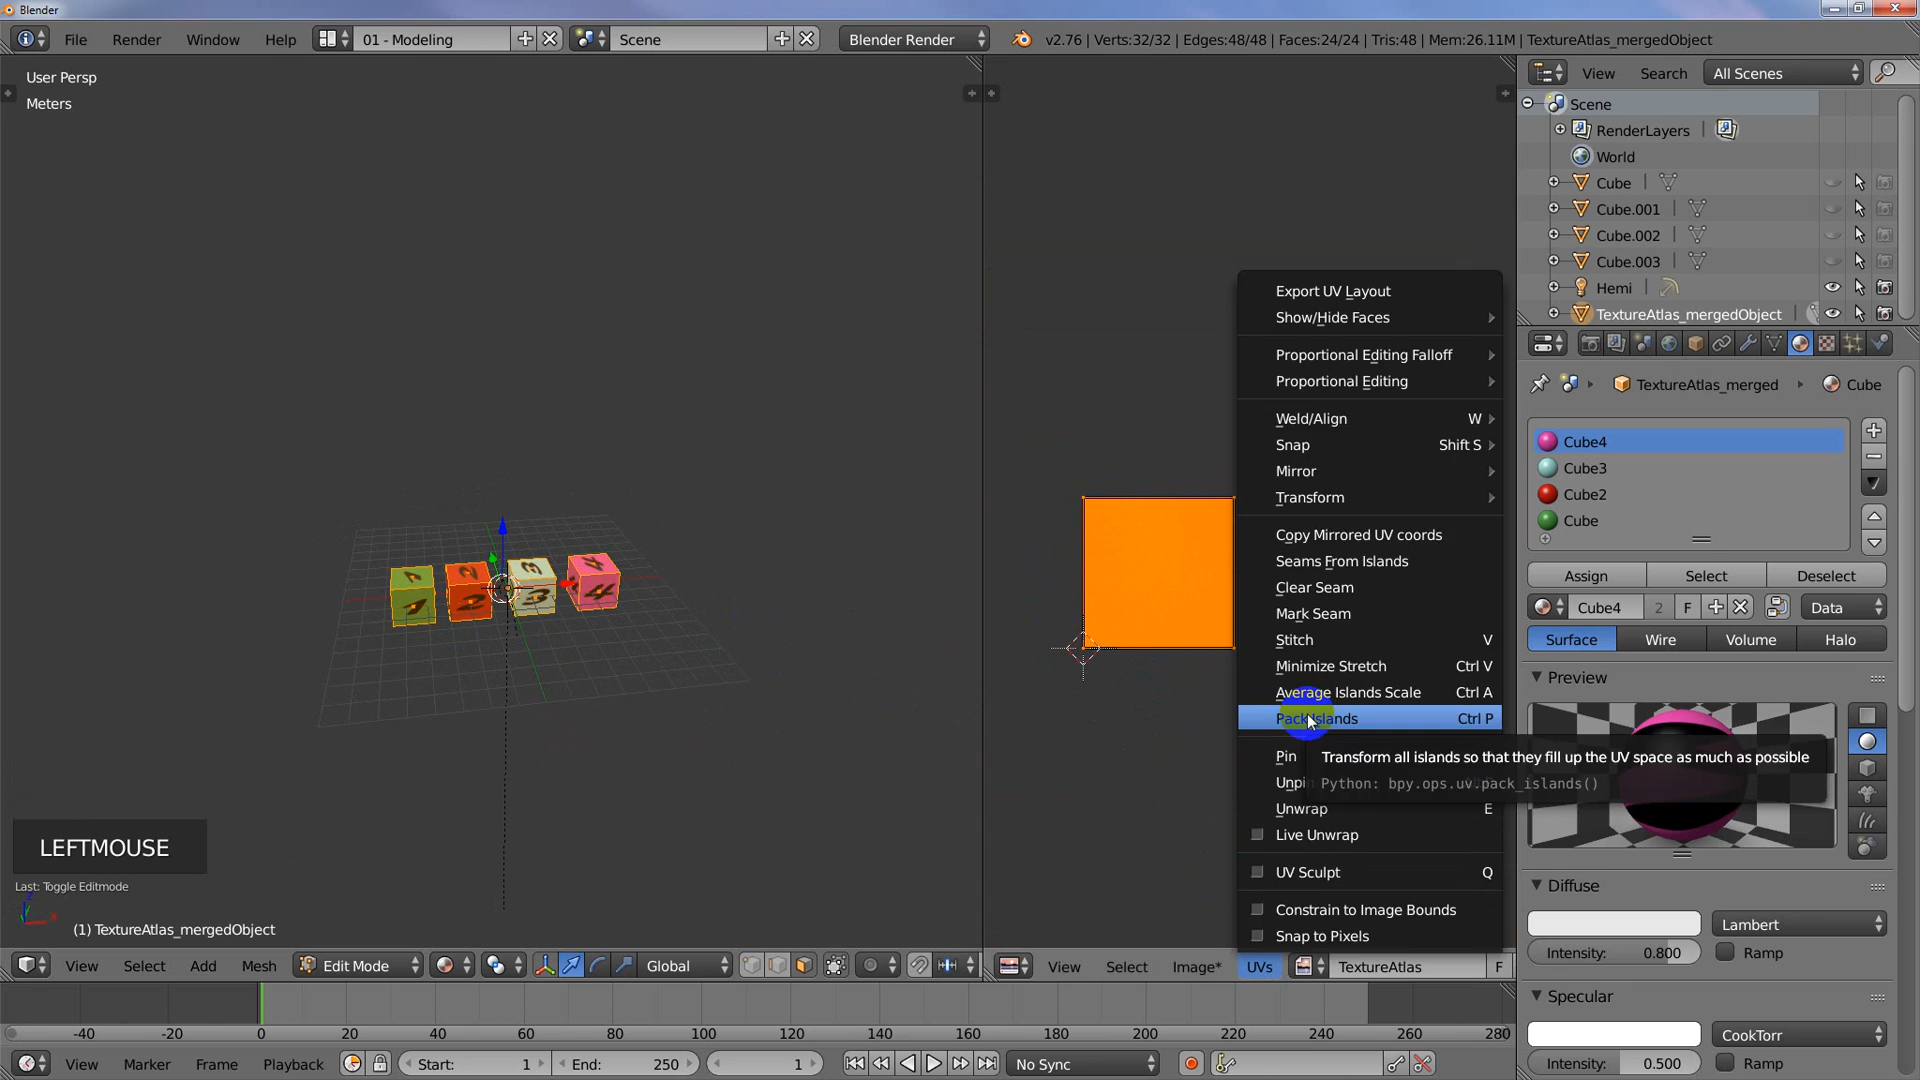 Blender
File Render Window Help 01 - Modeling Scene Blender Render v2.76 | Verts:32/32 | Edges:48/48 | Faces:24/24 | Tris:48 | Mem:26.11M | TextureAtlas_mergedObject
User Persp
Meters
View Search All Scenes
Scene
RenderLayers
World
Cube
Cube.001
Cube.002
Cube.003
Hemi
TextureAtlas_mergedObject
TextureAtlas_merged Cube
Cube4
Cube3
Cube2
Cube
Assign Select Deselect
Cube4 2 F Data
Surface Wire Volume Halo
Preview
Diffuse
Lambert
Intensity: 0.800 Ramp
Specular
CookTorr
Intensity: 0.500 Ramp
Export UV Layout
Show/Hide Faces
Proportional Editing Falloff
Proportional Editing
Weld/Align W
Snap Shift S
Mirror
Transform
Copy Mirrored UV coords
Seams From Islands
Clear Seam
Mark Seam
Stitch V
Minimize Stretch Ctrl V
Average Islands Scale Ctrl A
Pack Islands Ctrl P
Pin
Transform all islands so that they fill up the UV space as much as possible
Python: bpy.ops.uv.pack_islands()
Unwrap E
Live Unwrap
UV Sculpt Q
Constrain to Image Bounds
Snap to Pixels
1 2 3 4
1 2 3 4
LEFTMOUSE
Last: Toggle Editmode
(1) TextureAtlas_mergedObject
View Select Add Mesh Edit Mode Global
View Select Image* UVs TextureAtlas F
-40 -20 0 20 40 60 80 100 120 140 160 180 200 220 240 260 280
View Marker Frame Playback Start: 1 End: 250 1 No Sync